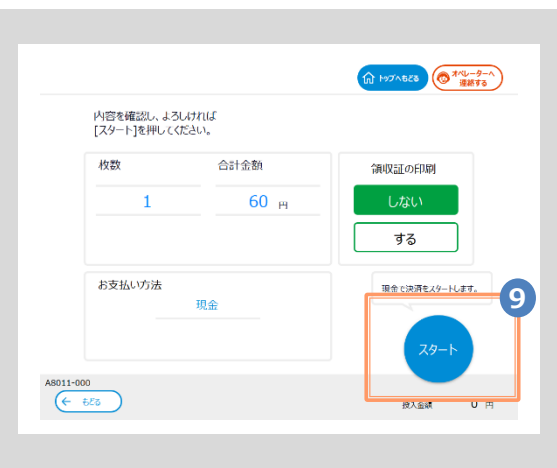 トップへもどる
オペレーターへ
連絡する
内容を確認し、よろしければ
[スタート]を押してください。
枚数
合計金額
1
60 円
領収証の印刷
しない
する
お支払い方法
現金
現金で決済をスタートします。
9
スタート
A8011-000
← もどる
投入金額 0 円